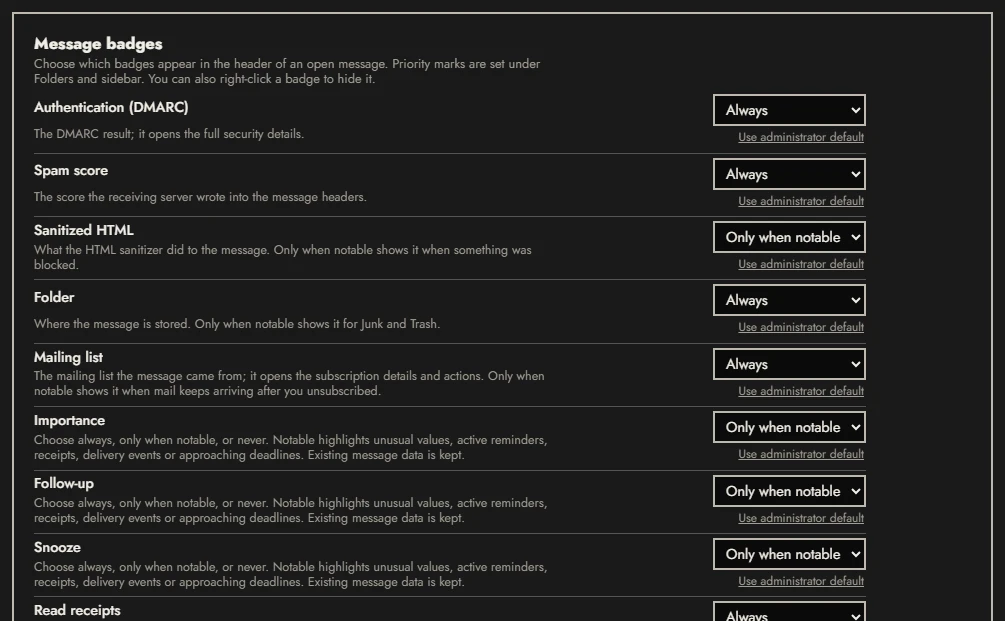 Message badges
Choose which badges appear in the header of an open message. Priority marks are set under
Folders and sidebar. You can also right-click a badge to hide it.
Authentication (DMARC)
Always
The DMARC result; it opens the full security details.
Use administrator default
Spam score
Always
The score the receiving server wrote into the message headers.
Use administrator default
Sanitized HTML
Only when notable
What the HTML sanitizer did to the message. Only when notable shows it when something was
blocked.
Use administrator default
Folder
Always
Where the message is stored. Only when notable shows it for Junk and Trash.
Use administrator default
Mailing list
Always
The mailing list the message came from; it opens the subscription details and actions. Only when
notable shows it when mail keeps arriving after you unsubscribed.
Use administrator default
Importance
Only when notable
Choose always, only when notable, or never. Notable highlights unusual values, active reminders,
receipts, delivery events or approaching deadlines. Existing message data is kept.
Use administrator default
Follow-up
Only when notable
Choose always, only when notable, or never. Notable highlights unusual values, active reminders,
receipts, delivery events or approaching deadlines. Existing message data is kept.
Use administrator default
Snooze
Only when notable
Choose always, only when notable, or never. Notable highlights unusual values, active reminders,
receipts, delivery events or approaching deadlines. Existing message data is kept.
Use administrator default
Read receipts
Always